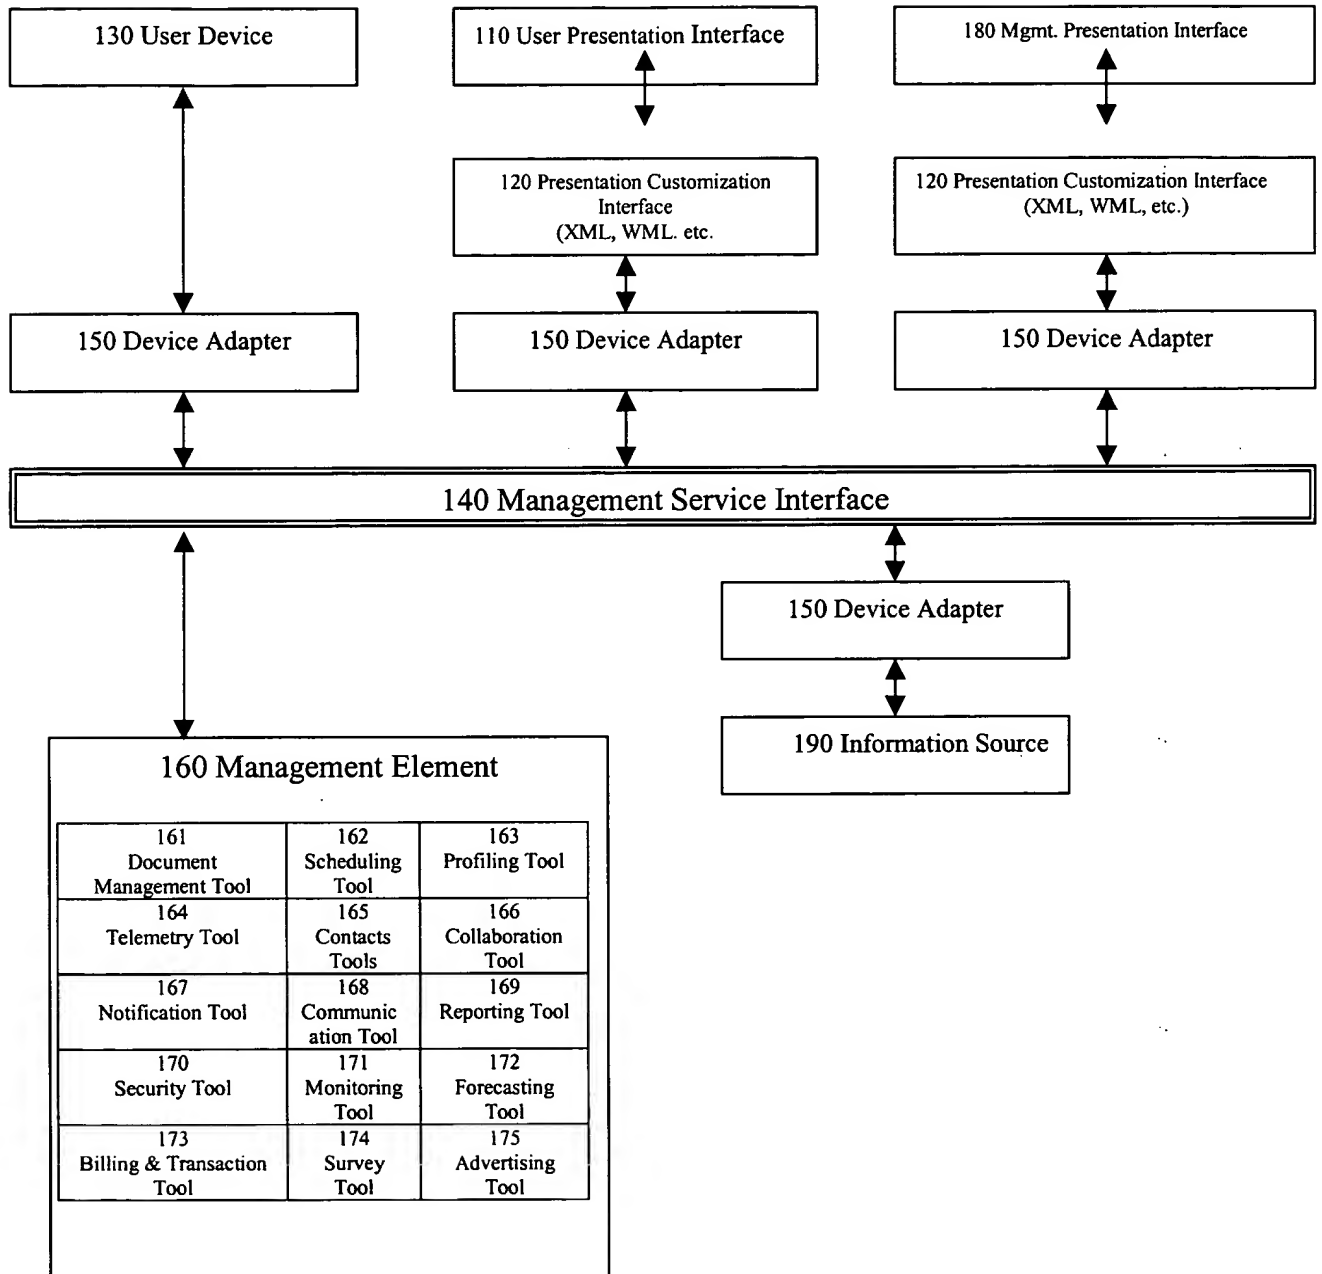 130 User Device
110 User Presentation Interface
180 Mgmt. Presentation Interface
120 Presentation Customization
Interface
(XML, WML. etc.
120 Presentation Customization Interface
(XML, WML, etc.)
150 Device Adapter
150 Device Adapter
150 Device Adapter
140 Management Service Interface
150 Device Adapter
190 Information Source
160 Management Element
161
Document
Management Tool
162
Scheduling
Tool
163
Profiling Tool
164
Telemetry Tool
165
Contacts
Tools
166
Collaboration
Tool
167
Notification Tool
168
Communic
ation Tool
169
Reporting Tool
170
Security Tool
171
Monitoring
Tool
172
Forecasting
Tool
173
Billing & Transaction
Tool
174
Survey
Tool
175
Advertising
Tool